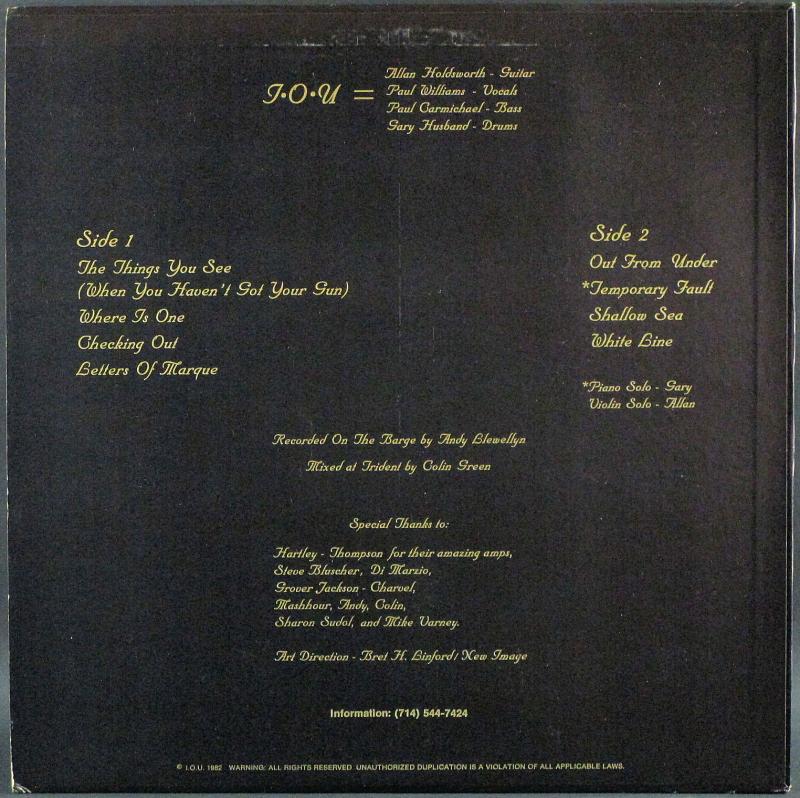 I·O·U =
Allan Holdsworth - Guitar
Paul Williams - Vocals
Paul Carmichael - Bass
Gary Husband - Drums
Side 1
The Things You See
(When You Haven't Got Your Gun)
Where Is One
Checking Out
Letters Of Marque
Side 2
Out From Under
*Temporary Fault
Shallow Sea
White Line
*Piano Solo - Gary
Violin Solo - Allan
Recorded On The Barge by Andy Llewellyn
Mixed at Trident by Colin Green
Special Thanks to:
Hartley - Thompson for their amazing amps,
Steve Bluscher, Di Marzio,
Grover Jackson - Charvel,
Mashhour, Andy, Colin,
Sharon Sudol, and Mike Varney.
Art Direction - Bret H. Linford/New Image
Information: (714) 544-7424
© I.O.U. 1982 WARNING: ALL RIGHTS RESERVED UNAUTHORIZED DUPLICATION IS A VIOLATION OF ALL APPLICABLE LAWS.